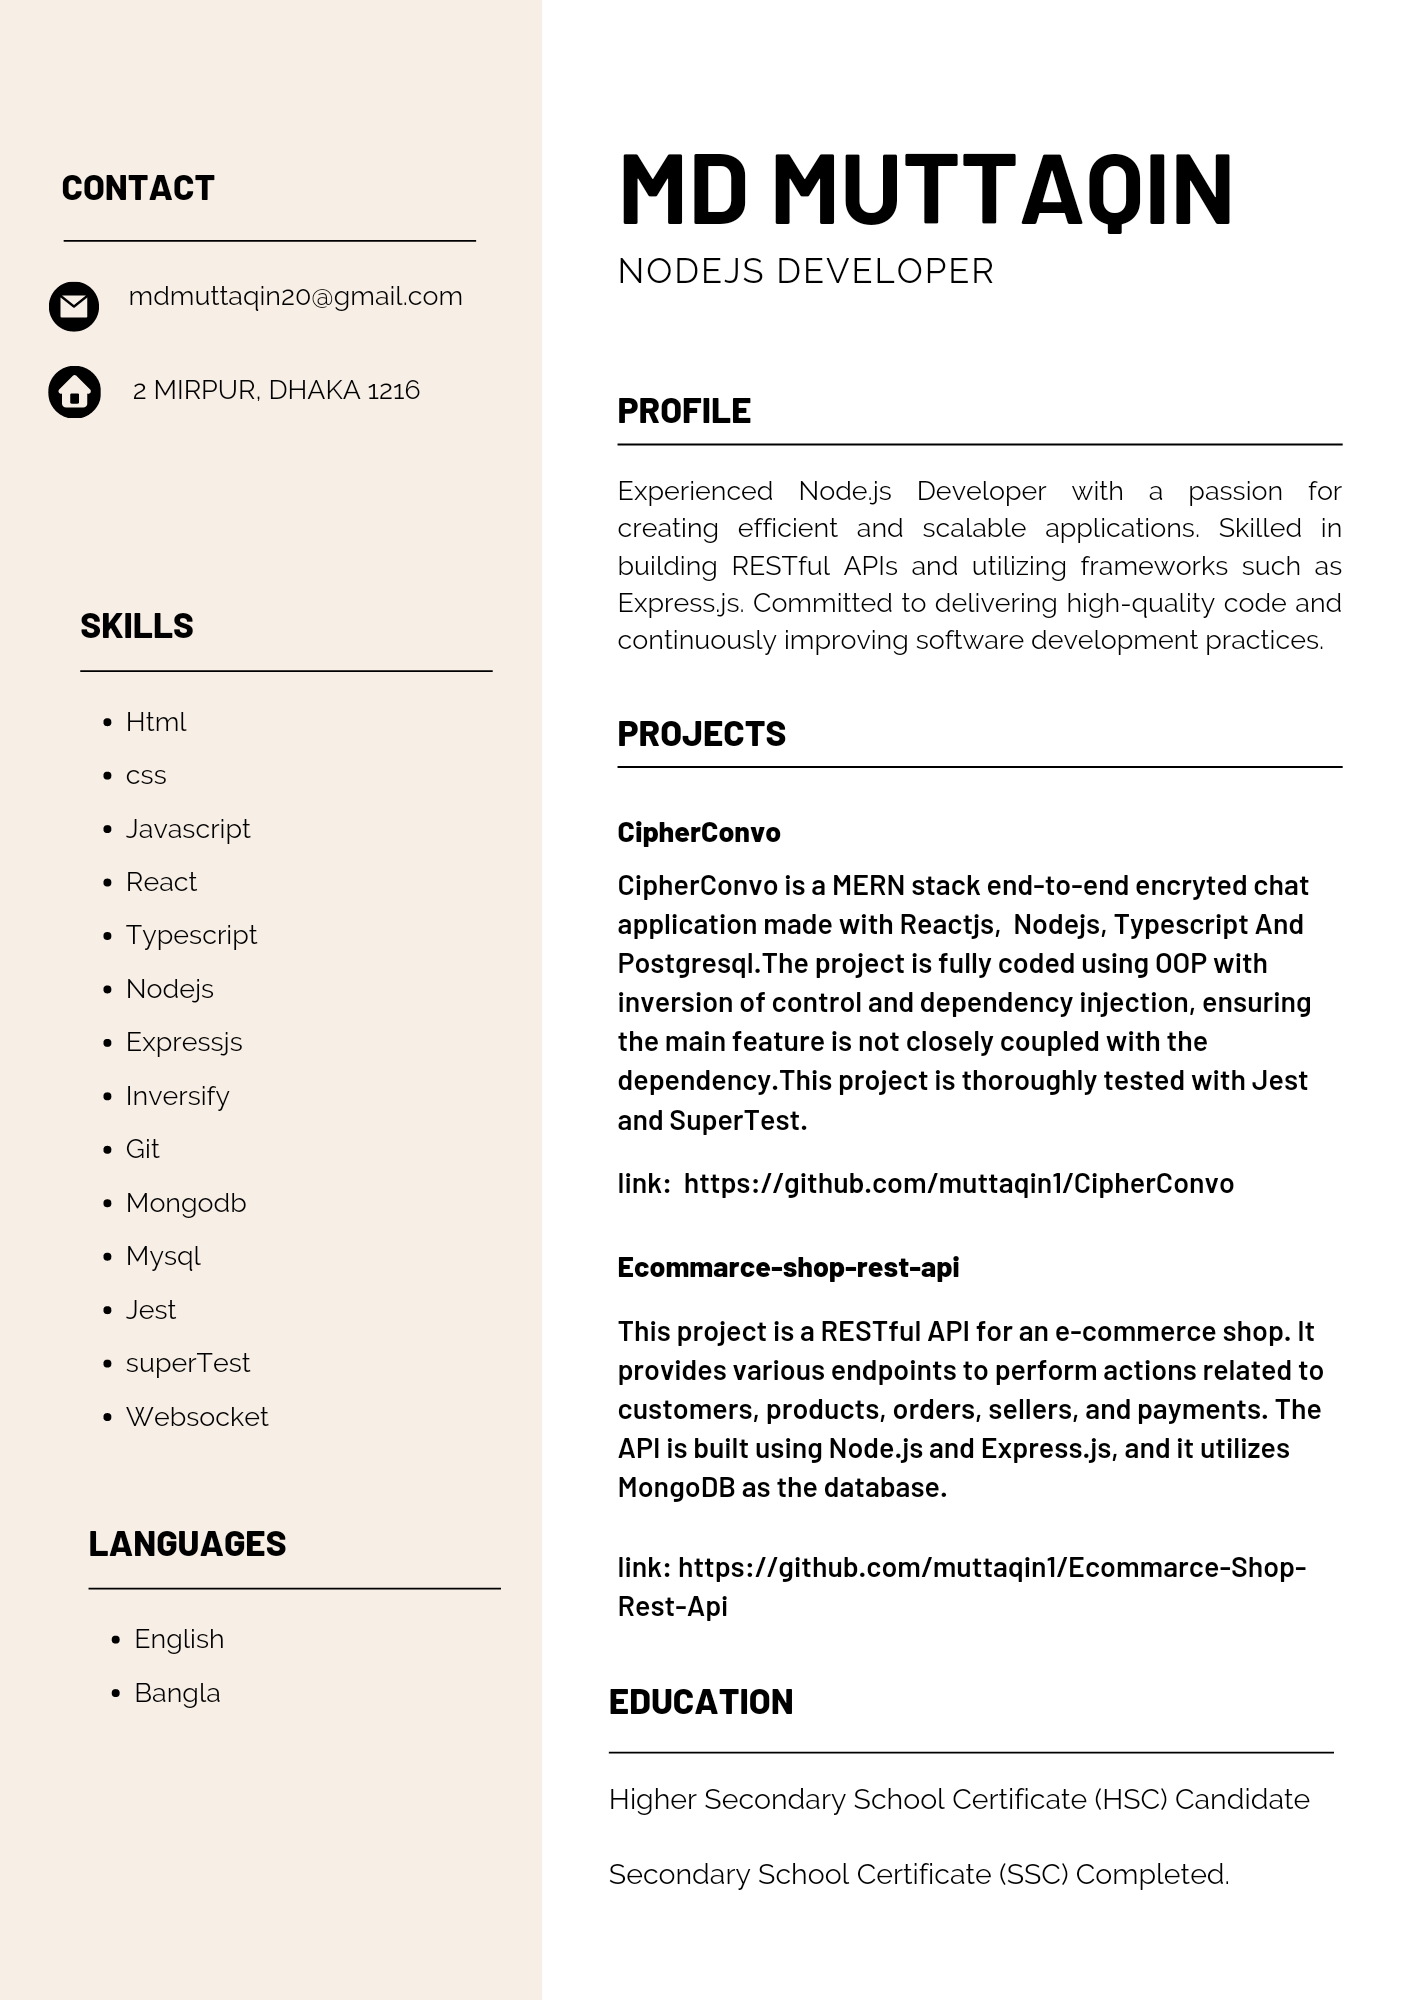 CONTACT
mdmuttaqin20@gmail.com
2 MIRPUR, DHAKA 1216
SKILLS
Html
css
Javascript
React
Typescript
Nodejs
Expressjs
Inversify
Git
Mongodb
Mysql
Jest
superTest
Websocket
LANGUAGES
English
Bangla
MD MUTTAQIN
NODEJS DEVELOPER
PROFILE
Experienced Node.js Developer with a passion for
creating efficient and scalable applications. Skilled in
building RESTful APIs and utilizing frameworks such as
Express.js. Committed to delivering high-quality code and
continuously improving software development practices.
PROJECTS
CipherConvo
CipherConvo is a MERN stack end-to-end encryted chat
application made with Reactjs,  Nodejs, Typescript And
Postgresql.The project is fully coded using OOP with
inversion of control and dependency injection, ensuring
the main feature is not closely coupled with the
dependency.This project is thoroughly tested with Jest
and SuperTest.
link:  https://github.com/muttaqin1/CipherConvo
Ecommarce-shop-rest-api
This project is a RESTful API for an e-commerce shop. It
provides various endpoints to perform actions related to
customers, products, orders, sellers, and payments. The
API is built using Node.js and Express.js, and it utilizes
MongoDB as the database.
link: https://github.com/muttaqin1/Ecommarce-Shop-
Rest-Api
EDUCATION
Higher Secondary School Certificate (HSC) Candidate
Secondary School Certificate (SSC) Completed.